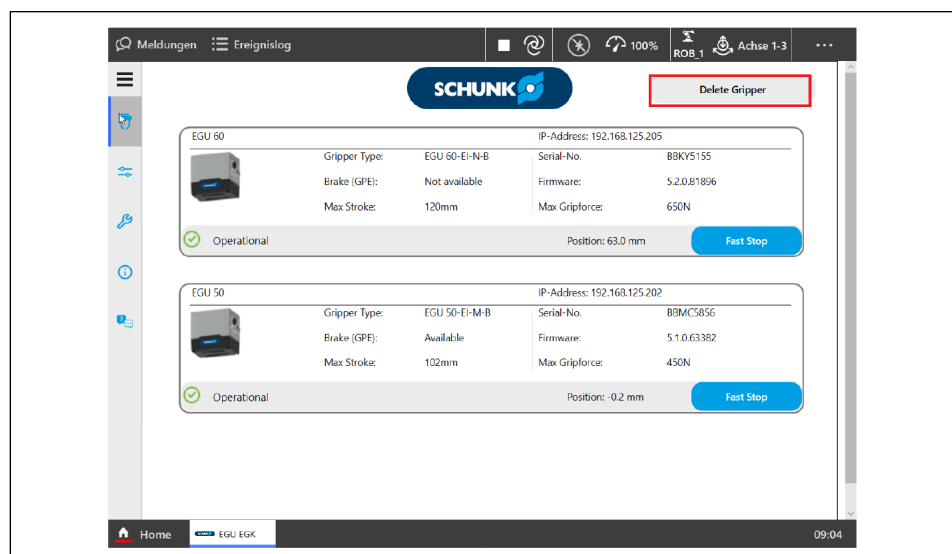 Meldungen Ereignislog 100% ROB_1 Achse 1-3 ...
SCHUNK
Delete Gripper
EGU 60 IP-Address: 192.168.125.205
Gripper Type: EGU 60-EI-N-B Serial-No. BBKY5155
Brake (GPE): Not available Firmware: 5.2.0.81896
Max Stroke: 120mm Max Gripforce: 650N
Operational Position: 63.0 mm Fast Stop
EGU 50 IP-Address: 192.168.125.202
Gripper Type: EGU 50-EI-M-B Serial-No. BBMC5856
Brake (GPE): Available Firmware: 5.1.0.63382
Max Stroke: 102mm Max Gripforce: 450N
Operational Position: -0.2 mm Fast Stop
Home SCHUNK EGU EGK 09:04